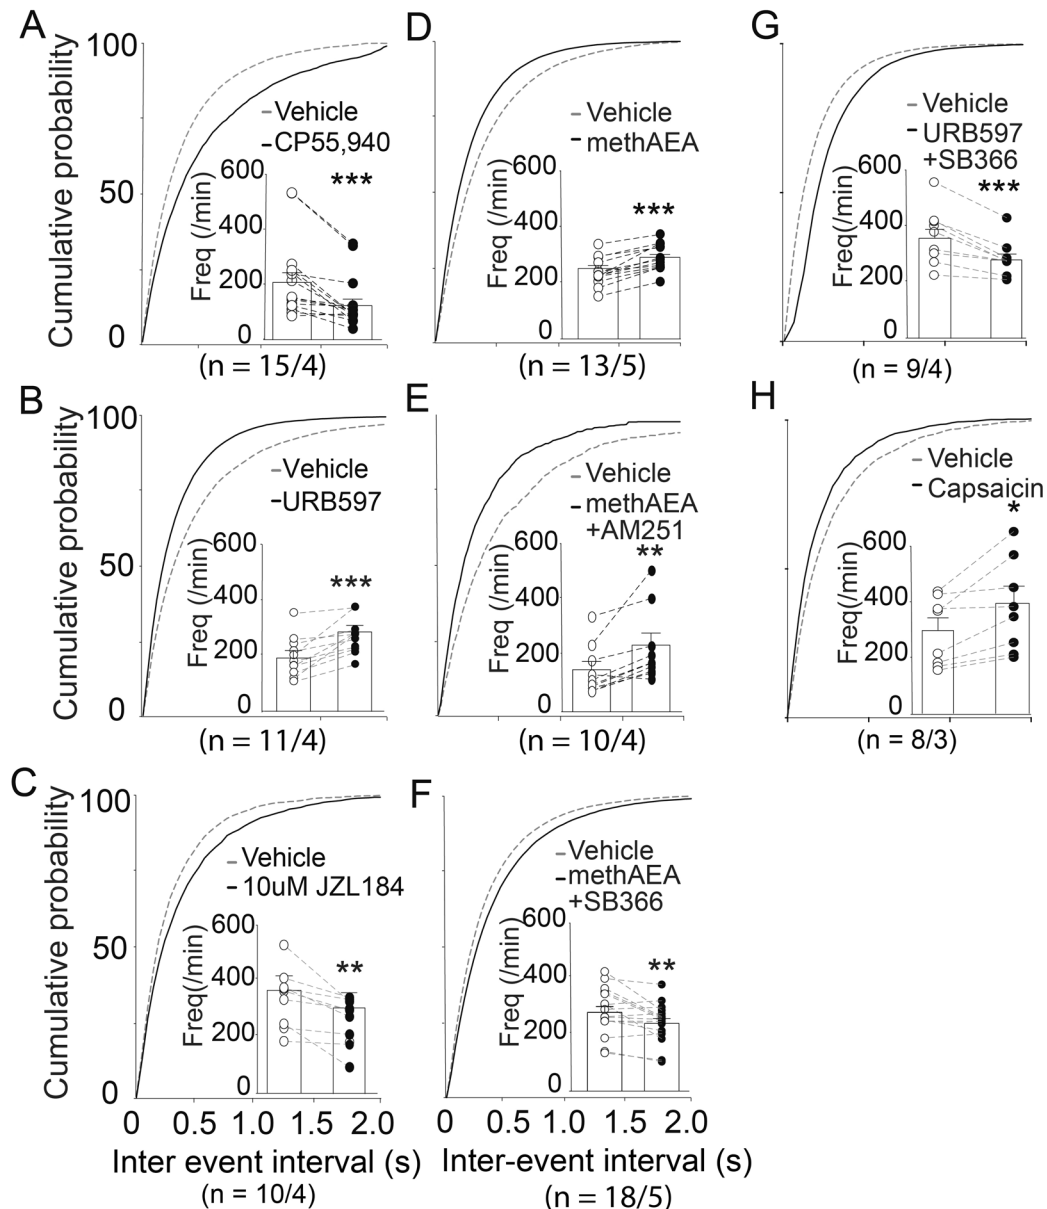 A
Cumulative probability
100
50
0
Vehicle
CP55,940
Freq (/min)
600
400
200
0
***
(n = 15/4)
D
Vehicle
methAEA
Freq (/min)
600
400
200
0
***
(n = 13/5)
G
Vehicle
URB597
+SB366
Freq (/min)
600
400
200
0
***
(n = 9/4)
B
Cumulative probability
100
50
0
Vehicle
URB597
Freq (/min)
600
400
200
0
***
(n = 11/4)
E
Vehicle
methAEA
+AM251
Freq (/min)
600
400
200
0
**
(n = 10/4)
H
Vehicle
Capsaicin
Freq(/min)
600
400
200
0
*
(n = 8/3)
C
Cumulative probability
100
50
0
Vehicle
10uM JZL184
Freq(/min)
600
400
200
0
**
0 0.5 1.0 1.5 2.0
Inter event interval (s)
(n = 10/4)
F
Vehicle
methAEA
+SB366
Freq (/min)
600
400
200
0
**
0 0.5 1.0 1.5 2.0
Inter-event interval (s)
(n = 18/5)